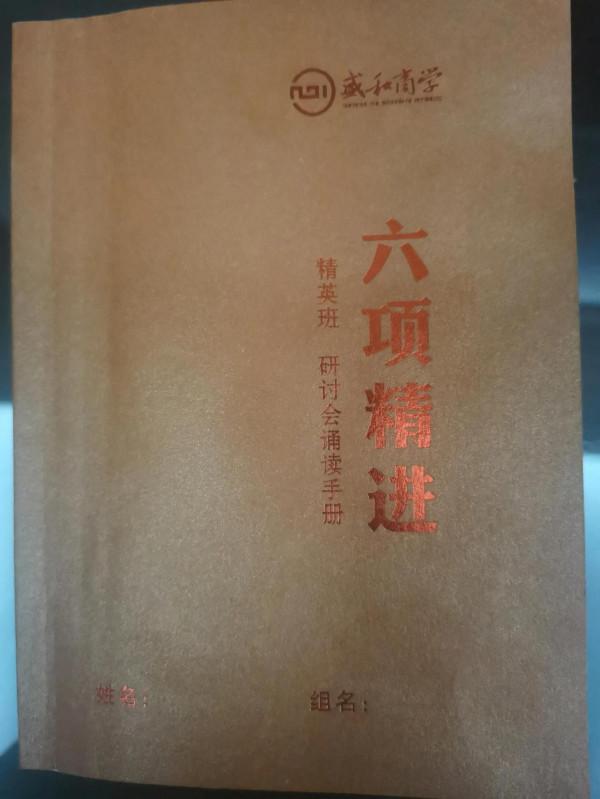 盛和商学
六项精进
精英班 研讨会诵读手册
姓名：
组名：